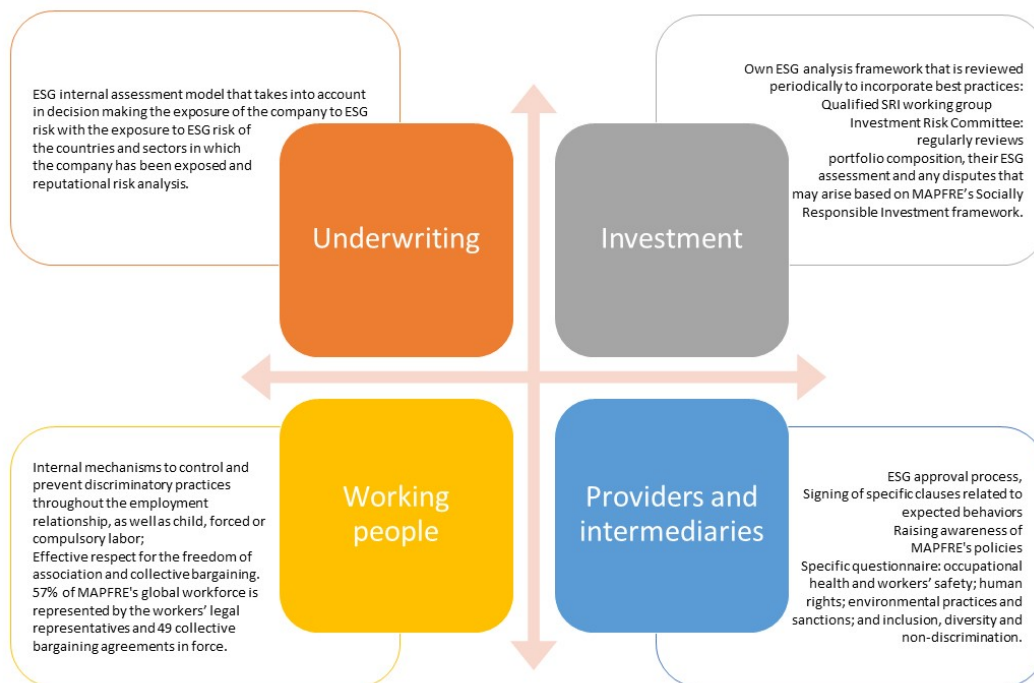 ESG internal assessment model that takes into account
in decision making the exposure of the company to ESG
risk with the exposure to ESG risk of
the countries and sectors in which
the company has been exposed and
reputational risk analysis.
Underwriting
Own ESG analysis framework that is reviewed
periodically to incorporate best practices:
Qualified SRI working group
Investment Risk Committee:
regularly reviews
portfolio composition, their ESG
assessment and any disputes that
may arise based on MAPFRE's Socially
Responsible Investment framework.
Investment
Internal mechanisms to control and
prevent discriminatory practices
throughout the employment
relationship, as well as child, forced or
compulsory labor;
Effective respect for the freedom of
association and collective bargaining.
57% of MAPFRE's global workforce is
represented by the workers' legal
representatives and 49 collective
bargaining agreements in force.
Working
people
Providers and
intermediaries
ESG approval process,
Signing of specific clauses related to
expected behaviors
Raising awareness of
MAPFRE's policies
Specific questionnaire: occupational
health and workers' safety; human
rights; environmental practices and
sanctions; and inclusion, diversity and
non-discrimination.